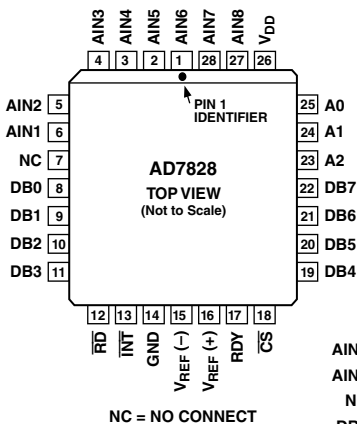 AIN3 AIN4 AIN5 AIN6 AIN7 AIN8 VDD
4 3 2 1 28 27 26
PIN 1
IDENTIFIER
AIN2 5
AIN1 6
NC 7
DB0 8
DB1 9
DB2 10
DB3 11
AD7828
TOP VIEW
(Not to Scale)
25 A0
24 A1
23 A2
22 DB7
21 DB6
20 DB5
19 DB4
12 13 14 15 16 17 18
R̅D̅ I̅N̅T̅ GND VREF (–) VREF (+) RDY C̅S̅
NC = NO CONNECT
AIN
AIN
N